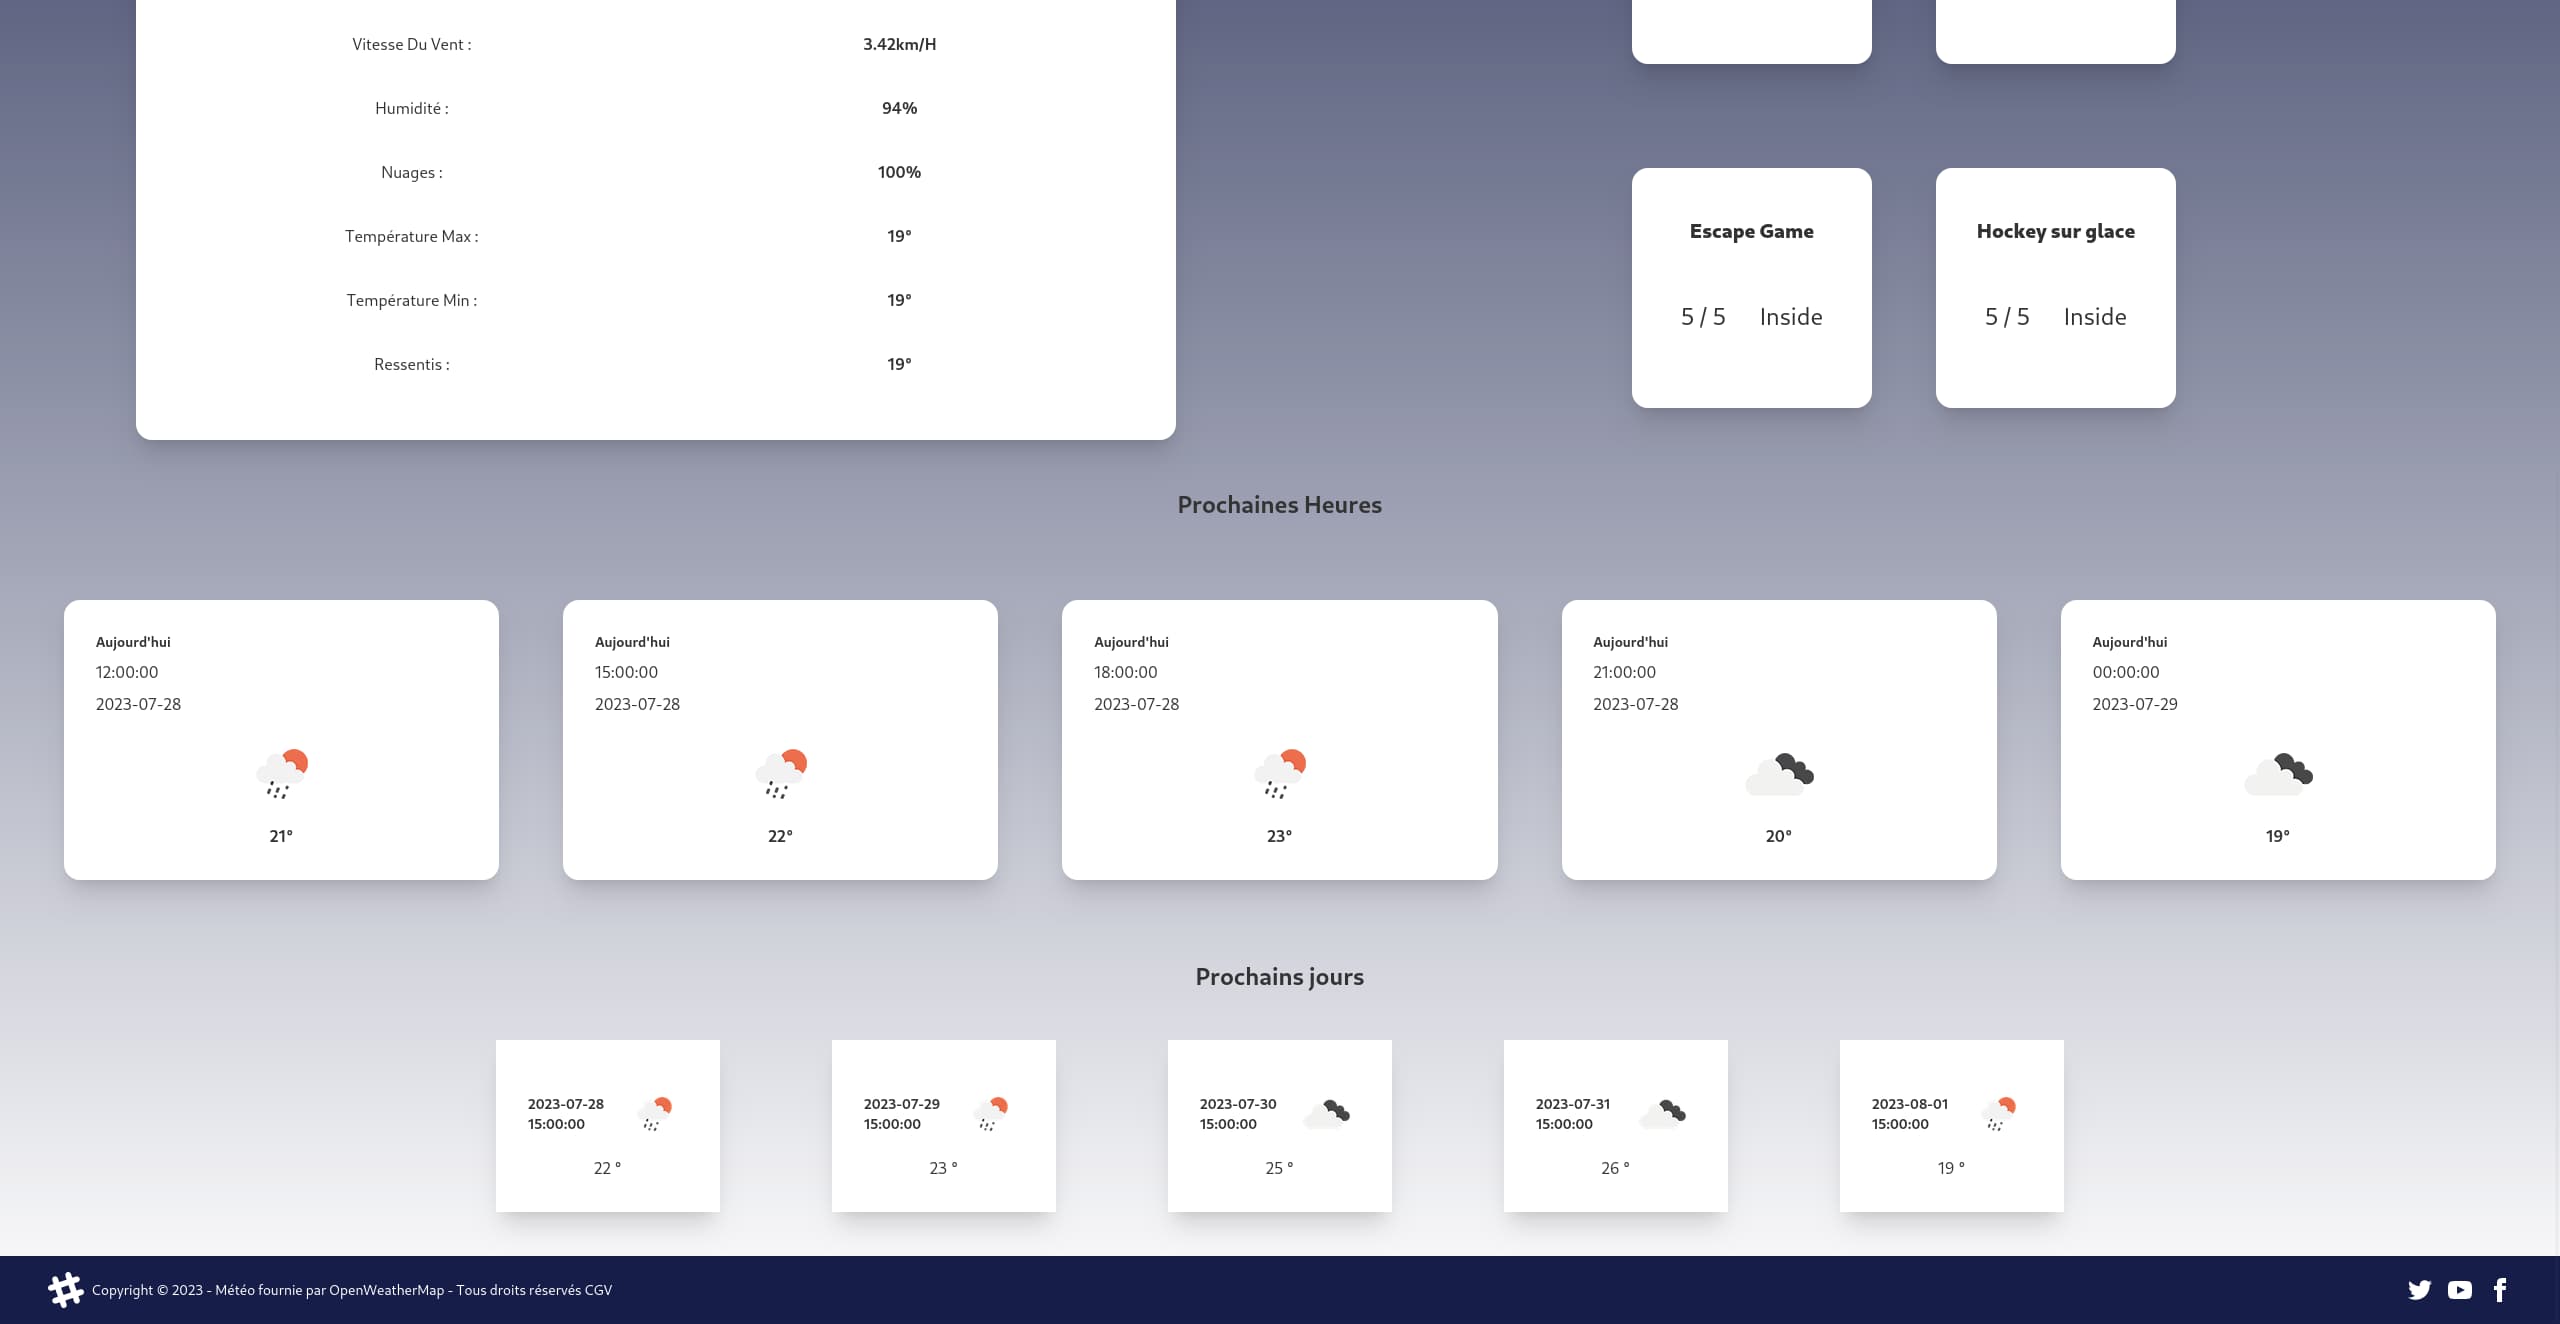 Vitesse Du Vent : 3.42km/H
Humidité : 94%
Nuages : 100%
Température Max : 19°
Température Min : 19°
Ressentis : 19°
Escape Game
5 / 5 Inside
Hockey sur glace
5 / 5 Inside
Prochaines Heures
Aujourd'hui
12:00:00
2023-07-28
21°
Aujourd'hui
15:00:00
2023-07-28
22°
Aujourd'hui
18:00:00
2023-07-28
23°
Aujourd'hui
21:00:00
2023-07-28
20°
Aujourd'hui
00:00:00
2023-07-29
19°
Prochains jours
2023-07-28
15:00:00
22 °
2023-07-29
15:00:00
23 °
2023-07-30
15:00:00
25 °
2023-07-31
15:00:00
26 °
2023-08-01
15:00:00
19 °
Copyright © 2023 - Météo fournie par OpenWeatherMap - Tous droits réservés CGV